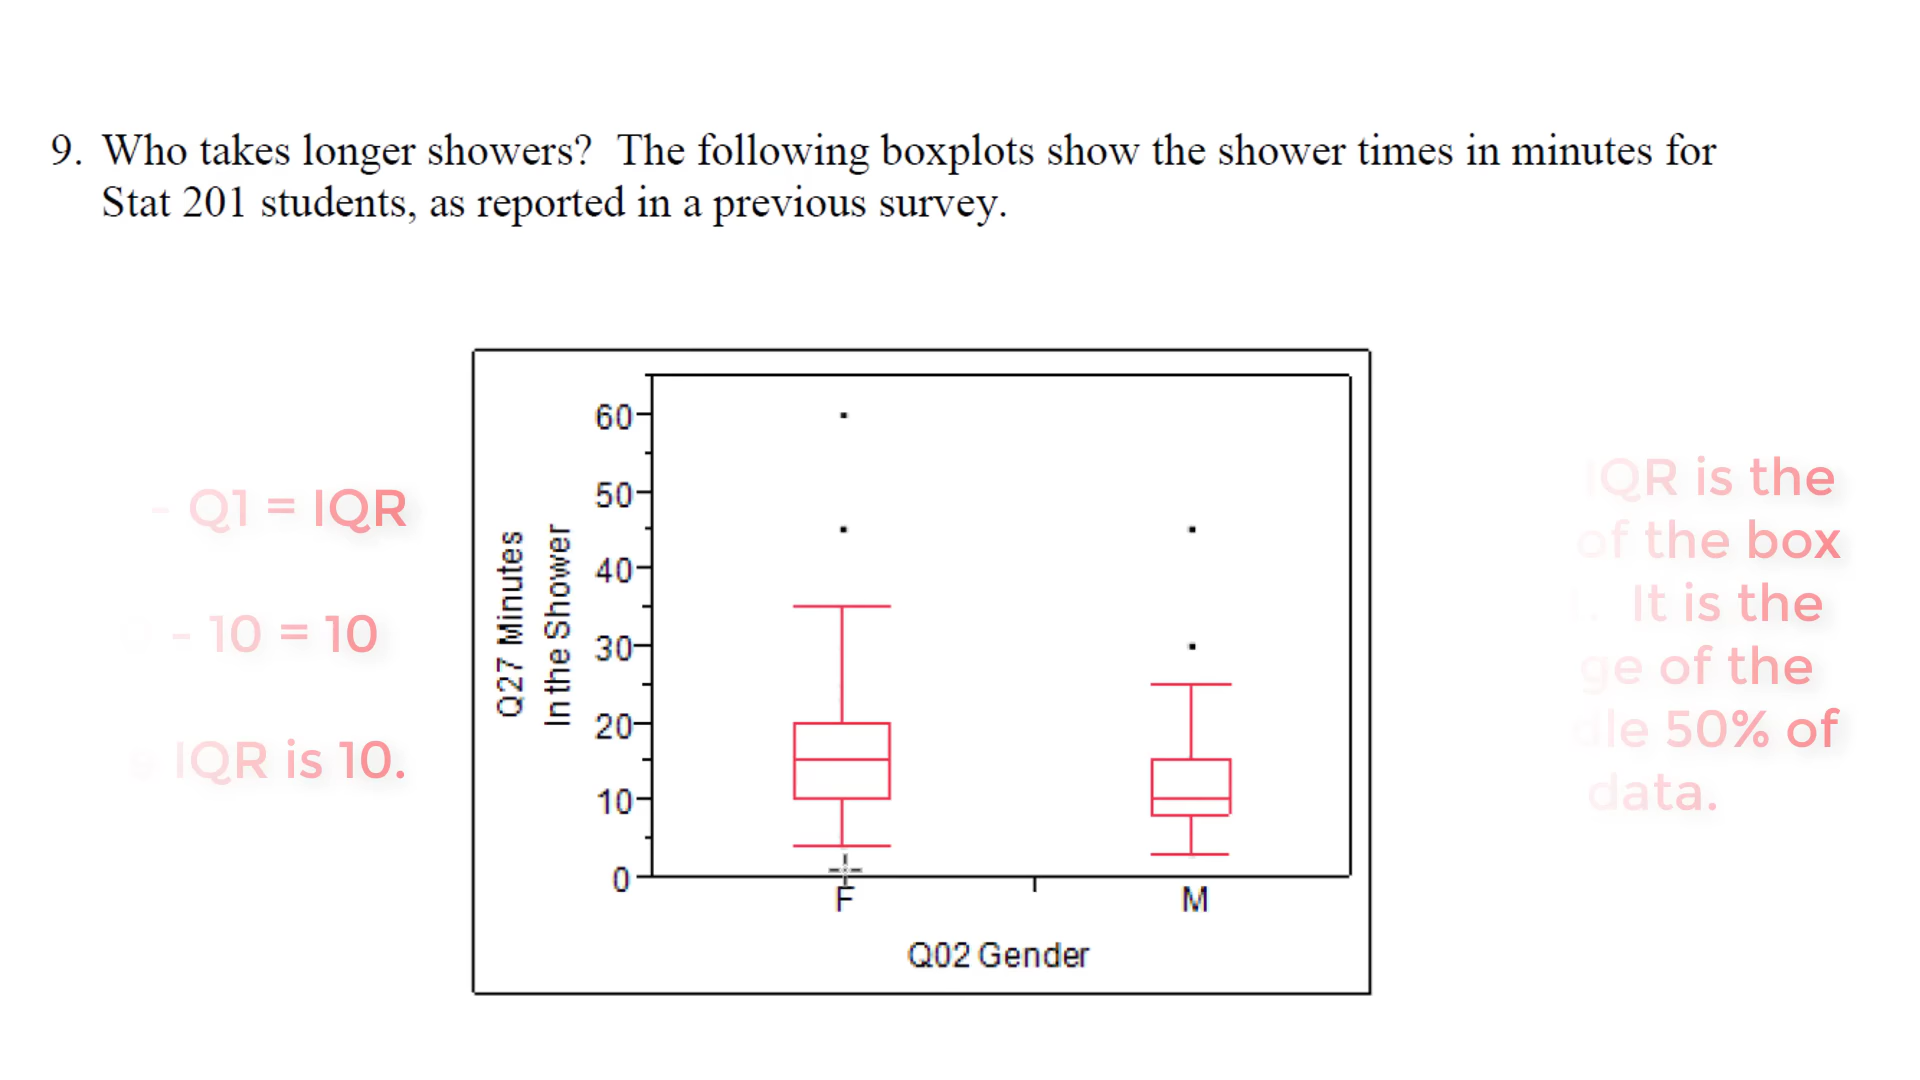 9. Who takes longer showers? The following boxplots show the shower times in minutes for
Stat 201 students, as reported in a previous survey.
- Q1 = IQR
- 10 = 10
IQR is 10.
Q27 Minutes
In the Shower
60
50
40
30
20
10
0
F
M
Q02 Gender
IQR is the
of the box
. It is the
of the
50% of
data.